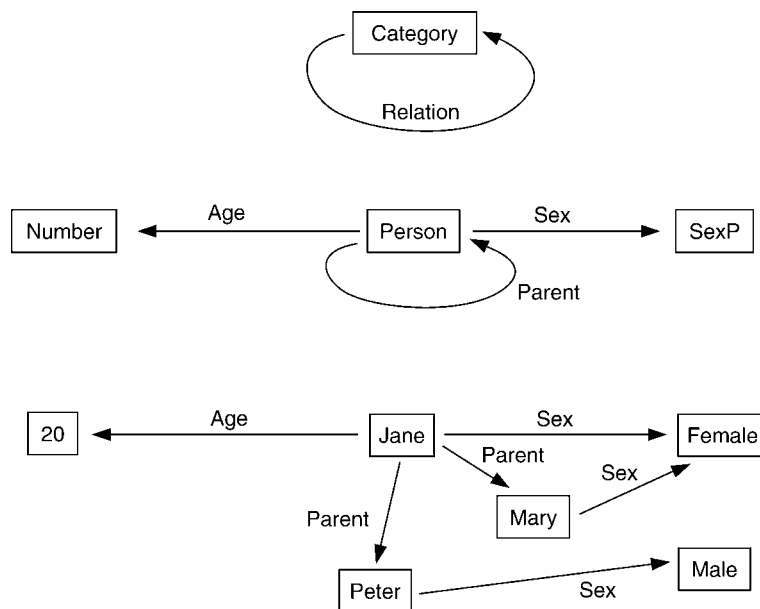 Category
Relation
Age
Sex
Number
Person
SexP
Parent
Age
Sex
20
Jane
Female
Parent
Sex
Parent
Mary
Male
Peter
Sex